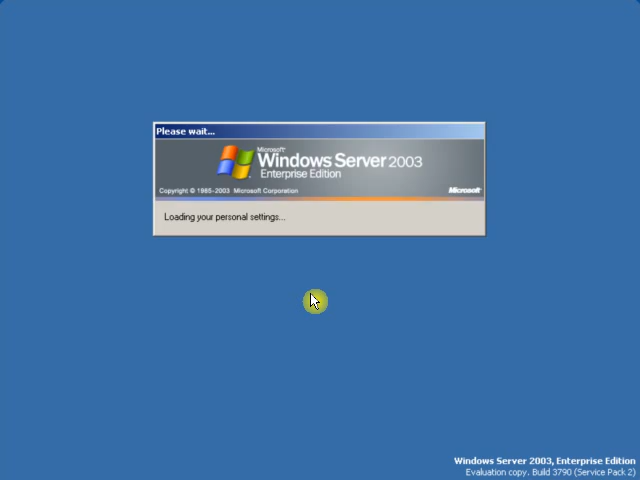 Please wait...
Microsoft
Windows Server 2003
Enterprise Edition
Copyright © 1985-2003 Microsoft Corporation
Microsoft
Loading your personal settings...
Windows Server 2003, Enterprise Edition
Evaluation copy. Build 3790 (Service Pack 2)